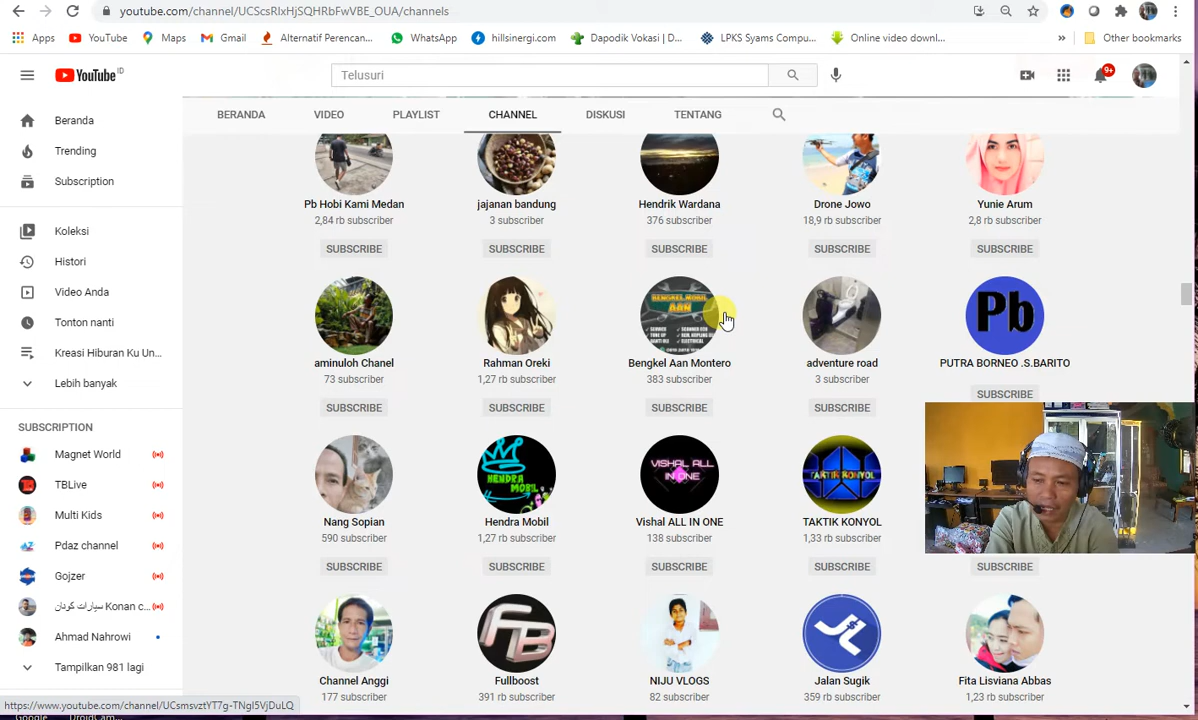 youtube.com/channel/UCScsRlxHjSQHRbFwVBE_OUA/channels
Apps YouTube Maps Gmail Alternatif Perencan... WhatsApp hillsinergi.com Dapodik Vokasi | D... LPKS Syams Compu... Online video downl... » Other bookmarks
YouTube ID Telusuri 9+
BERANDA VIDEO PLAYLIST CHANNEL DISKUSI TENTANG
Beranda
Trending
Subscription
Koleksi
Histori
Video Anda
Tonton nanti
Kreasi Hiburan Ku Un...
Lebih banyak
SUBSCRIPTION
Magnet World
TBLive
Multi Kids
Pdaz channel
Gojzer
سيارات كودان Konan c...
Ahmad Nahrowi
Tampilkan 981 lagi
Pb Hobi Kami Medan jajanan bandung Hendrik Wardana Drone Jowo Yunie Arum
2,84 rb subscriber 3 subscriber 376 subscriber 18,9 rb subscriber 2,8 rb subscriber
SUBSCRIBE SUBSCRIBE SUBSCRIBE SUBSCRIBE SUBSCRIBE
BENGKEL MOBIL
AAN
Pb
aminuloh Chanel Rahman Oreki Bengkel Aan Montero adventure road PUTRA BORNEO .S.BARITO
73 subscriber 1,27 rb subscriber 383 subscriber 3 subscriber
SUBSCRIBE SUBSCRIBE SUBSCRIBE SUBSCRIBE SUBSCRIBE
HENDRA
MOBIL
VISHAL ALL
IN ONE
TAKTIK KONYOL
Nang Sopian Hendra Mobil Vishal ALL IN ONE TAKTIK KONYOL
590 subscriber 1,27 rb subscriber 138 subscriber 1,33 rb subscriber
SUBSCRIBE SUBSCRIBE SUBSCRIBE SUBSCRIBE SUBSCRIBE
FB
Channel Anggi Fullboost NIJU VLOGS Jalan Sugik Fita Lisviana Abbas
177 subscriber 391 rb subscriber 82 subscriber 359 rb subscriber 1,23 rb subscriber
https://www.youtube.com/channel/UCsmsvztYT7g-TNgI5VjDuLQ
Google DroidCam...